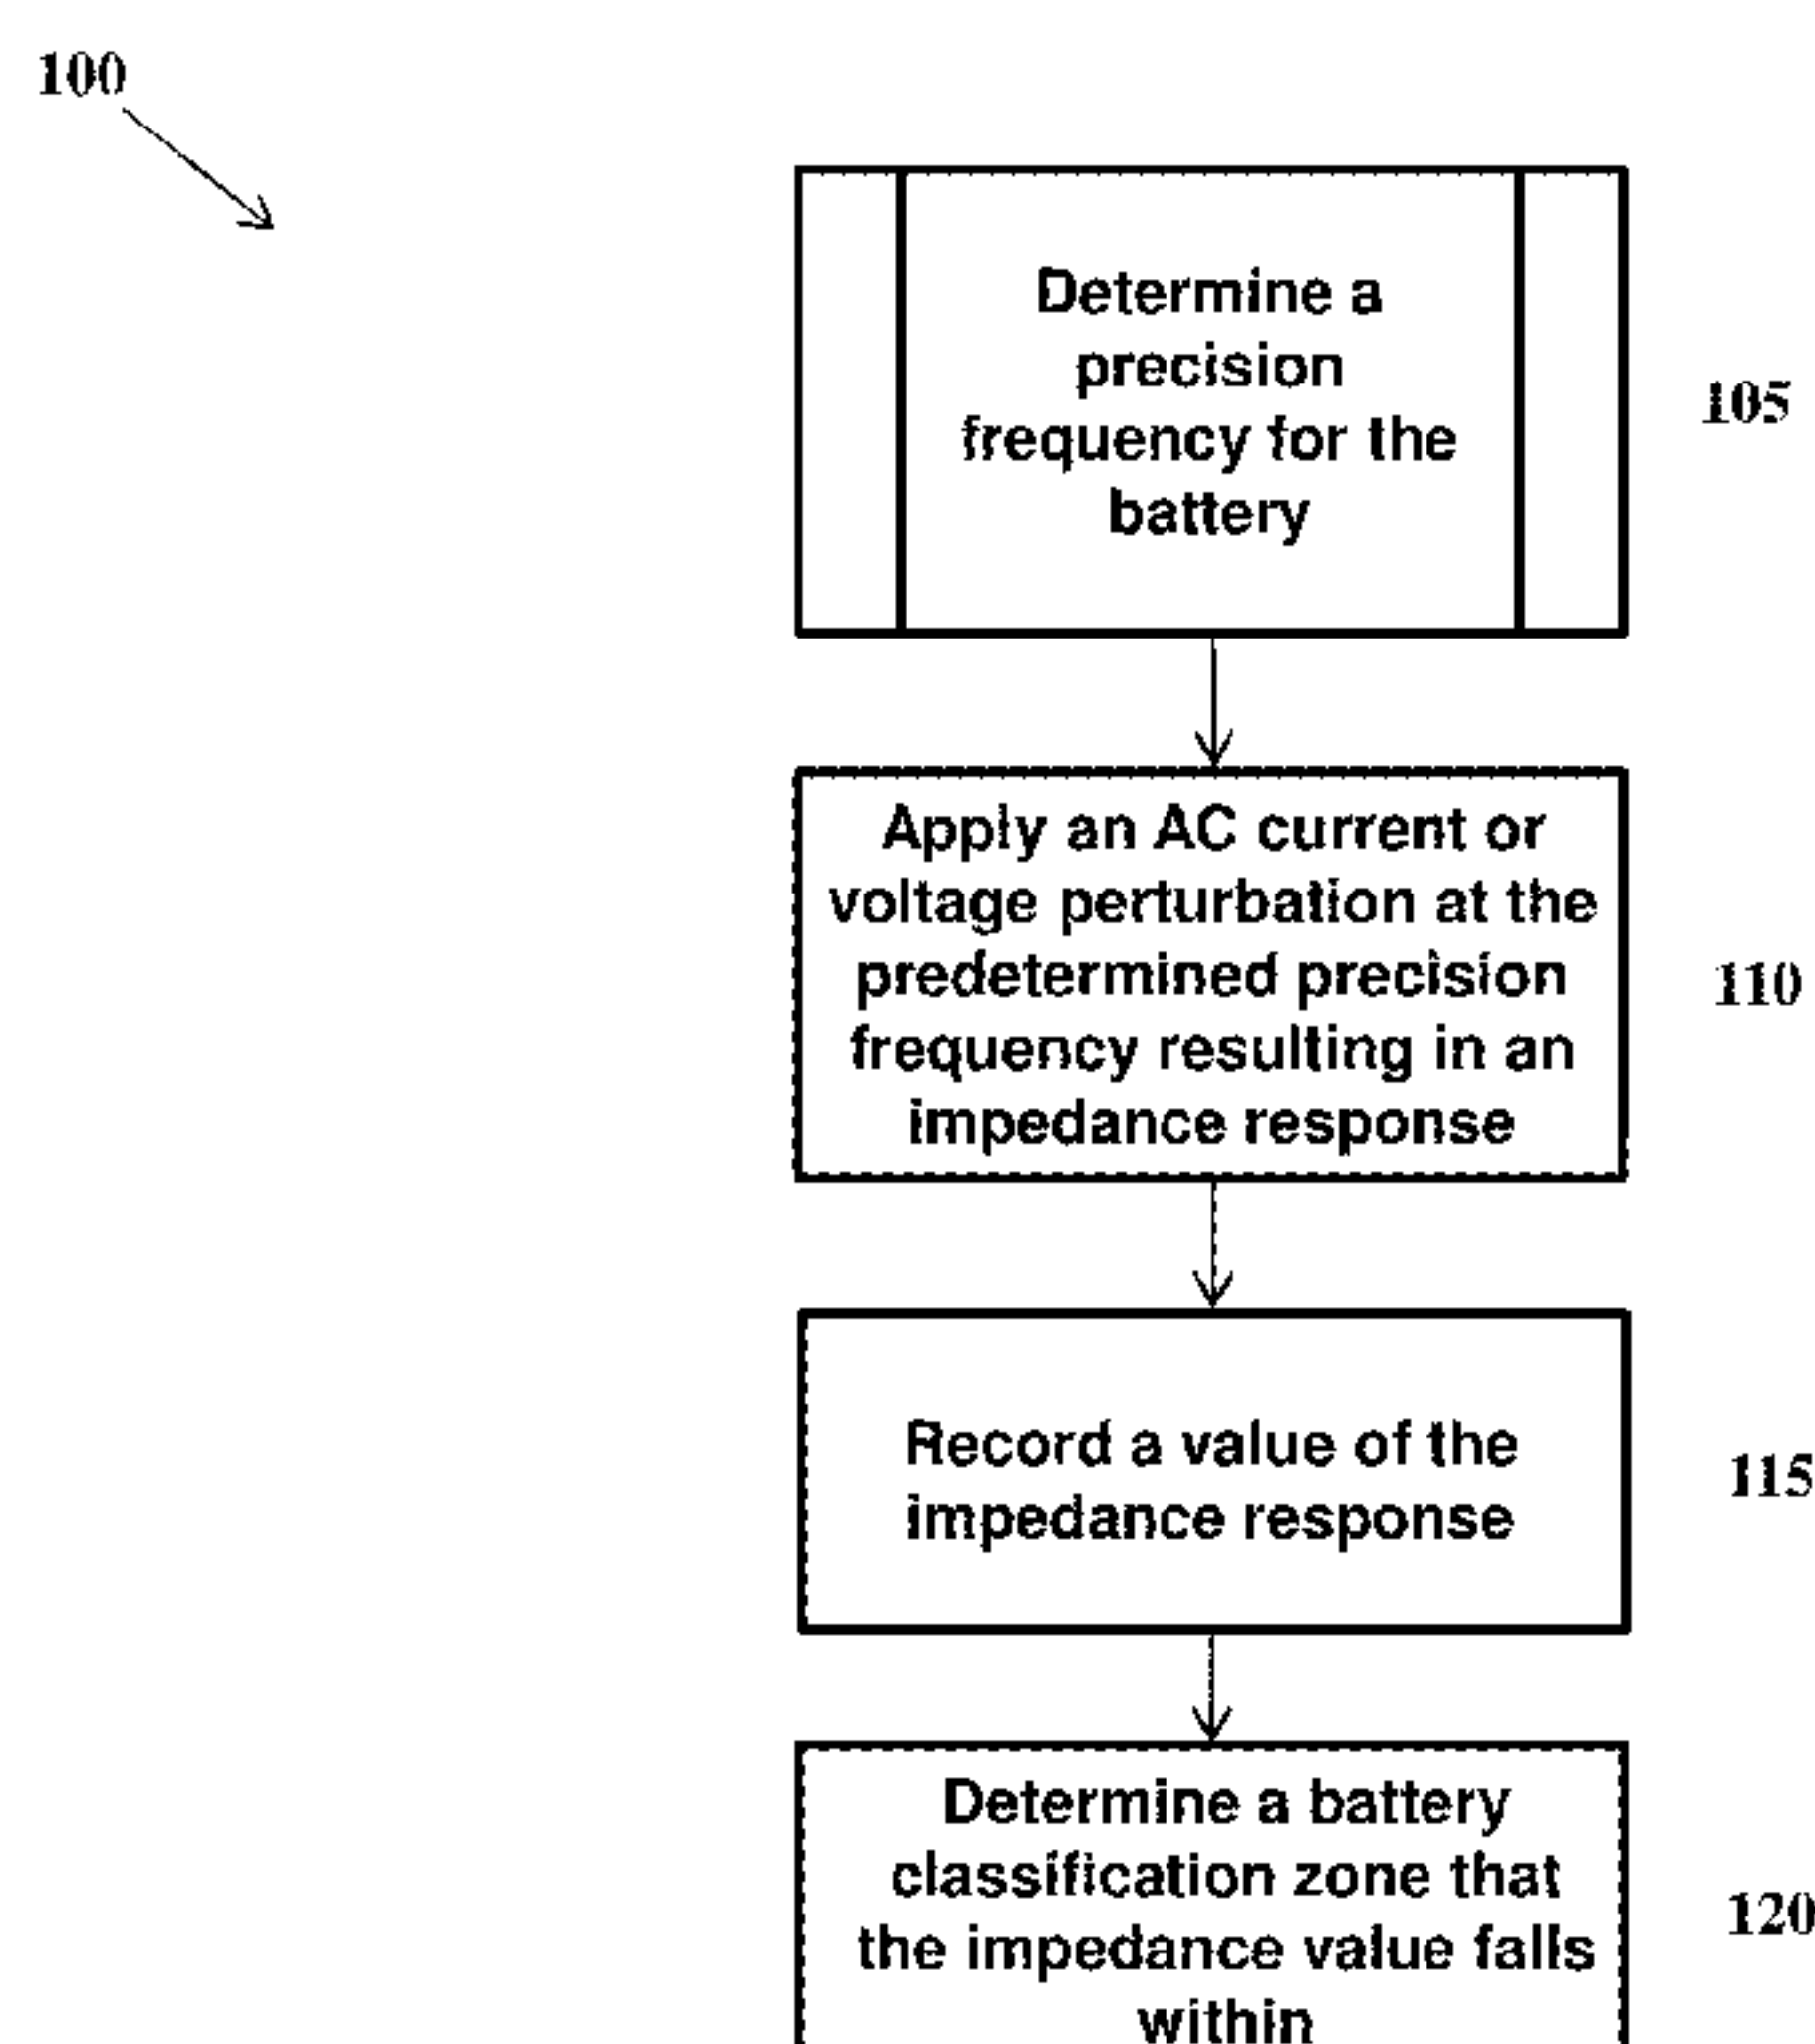 100
Determine a
precision
frequency for the
battery
105
Apply an AC current or
voltage perturbation at the
predetermined precision
frequency resulting in an
impedance response
110
Record a value of the
impedance response
115
Determine a battery
classification zone that
the impedance value falls
within
120